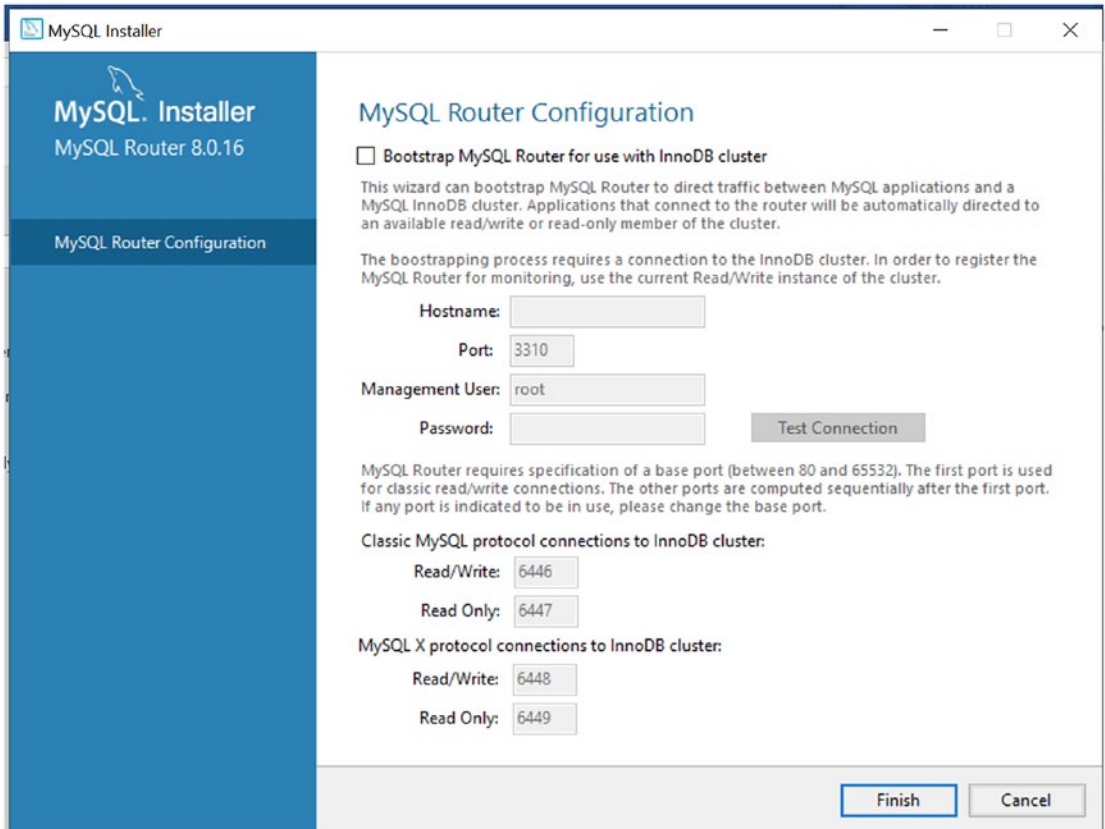 MySQL Installer
MySQL. Installer
MySQL Router 8.0.16
MySQL Router Configuration
MySQL Router Configuration
Bootstrap MySQL Router for use with InnoDB cluster
This wizard can bootstrap MySQL Router to direct traffic between MySQL applications and a
MySQL InnoDB cluster. Applications that connect to the router will be automatically directed to
an available read/write or read-only member of the cluster.
The boostrapping process requires a connection to the InnoDB cluster. In order to register the
MySQL Router for monitoring, use the current Read/Write instance of the cluster.
Hostname:
Port: 3310
Management User: root
Password: Test Connection
MySQL Router requires specification of a base port (between 80 and 65532). The first port is used
for classic read/write connections. The other ports are computed sequentially after the first port.
If any port is indicated to be in use, please change the base port.
Classic MySQL protocol connections to InnoDB cluster:
Read/Write: 6446
Read Only: 6447
MySQL X protocol connections to InnoDB cluster:
Read/Write: 6448
Read Only: 6449
Finish Cancel